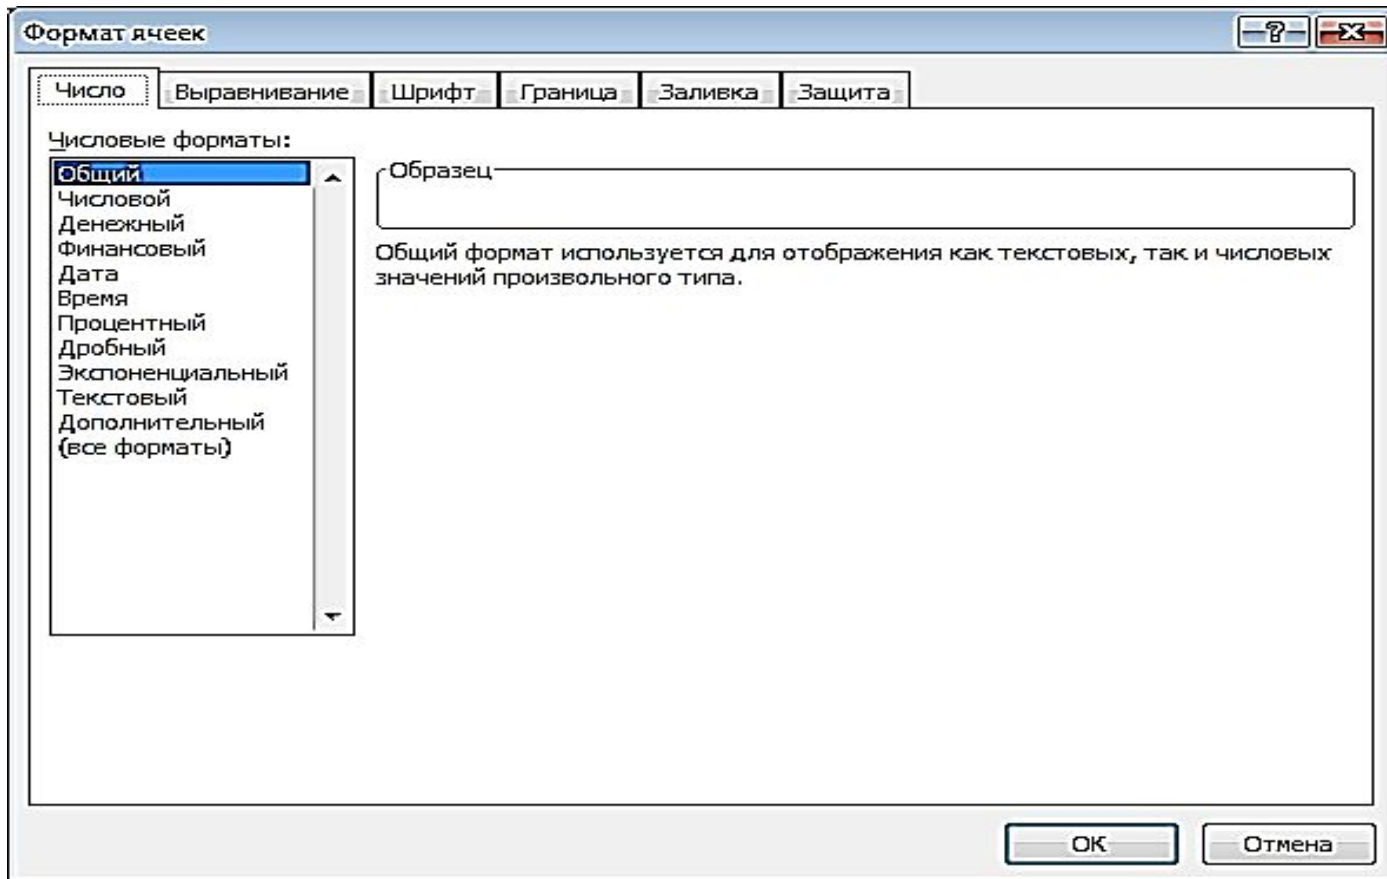 Формат ячеек
Число Выравнивание Шрифт Граница Заливка Защита
Числовые форматы:
Общий
Числовой
Денежный
Финансовый
Дата
Время
Процентный
Дробный
Экспоненциальный
Текстовый
Дополнительный
(все форматы)
Образец
Общий формат используется для отображения как текстовых, так и числовых
значений произвольного типа.
ОК Отмена